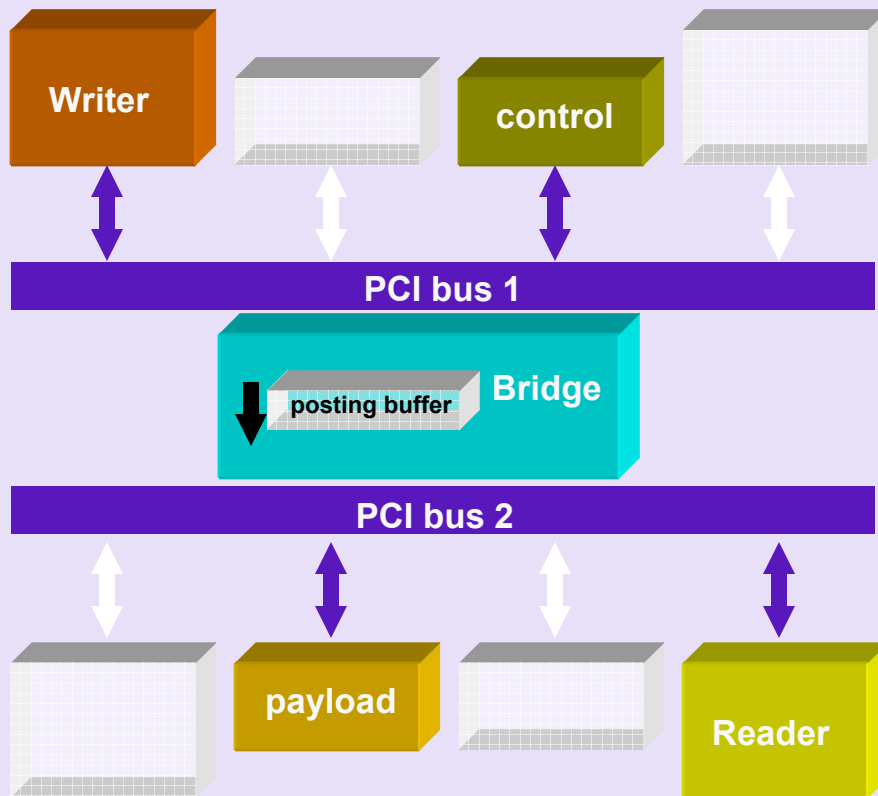 Writer
control
PCI bus 1
Bridge
posting buffer
PCI bus 2
payload
Reader